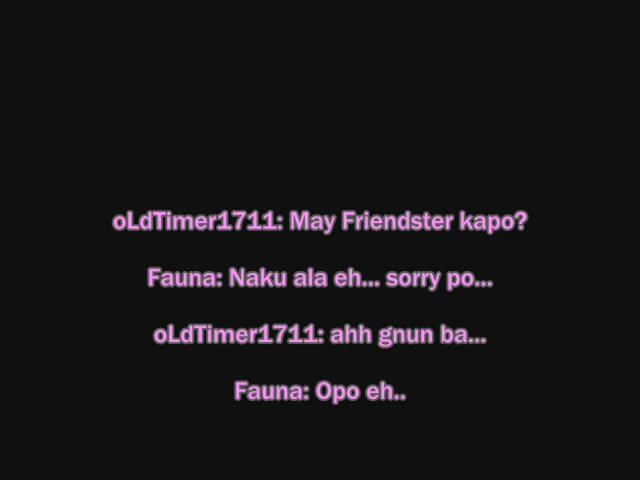 oLdTimer1711: May Friendster kapo?
Fauna: Naku ala eh... sorry po...
oLdTimer1711: ahh gnun ba...
Fauna: Opo eh..